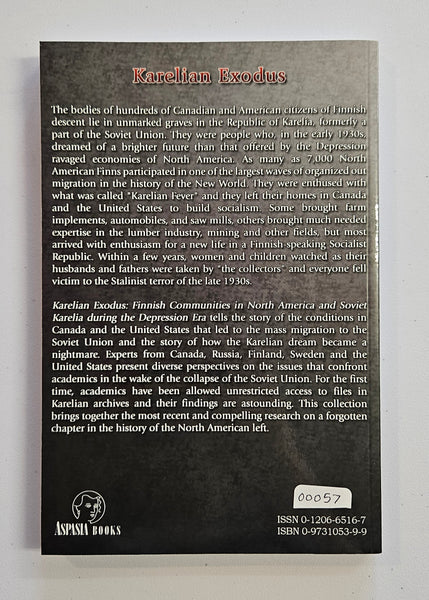 Karelian Exodus
The bodies of hundreds of Canadian and American citizens of Finnish
descent lie in unmarked graves in the Republic of Karelia, formerly a
part of the Soviet Union. They were people who, in the early 1930s,
dreamed of a brighter future than that offered by the Depression
ravaged economies of North America. As many as 7,000 North
American Finns participated in one of the largest waves of organized out
migration in the history of the New World. They were enthused with
what was called "Karelian Fever" and they left their homes in Canada
and the United States to build socialism. Some brought farm
implements, automobiles, and saw mills, others brought much needed
expertise in the lumber industry, mining and other fields, but most
arrived with enthusiasm for a new life in a Finnish-speaking Socialist
Republic. Within a few years, women and children watched as their
husbands and fathers were taken by "the collectors" and everyone fell
victim to the Stalinist terror of the late 1930s.
Karelian Exodus: Finnish Communities in North America and Soviet
Karelia during the Depression Era tells the story of the conditions in
Canada and the United States that led to the mass migration to the
Soviet Union and the story of how the Karelian dream became a
nightmare. Experts from Canada, Russia, Finland, Sweden and the
United States present diverse perspectives on the issues that confront
academics in the wake of the collapse of the Soviet Union. For the first
time, academics have been allowed unrestricted access to files in
Karelian archives and their findings are astounding. This collection
brings together the most recent and compelling research on a forgotten
chapter in the history of the North American left.
00057
ASPASIA BOOKS
ISSN 0-1206-6516-7
ISBN 0-9731053-9-9